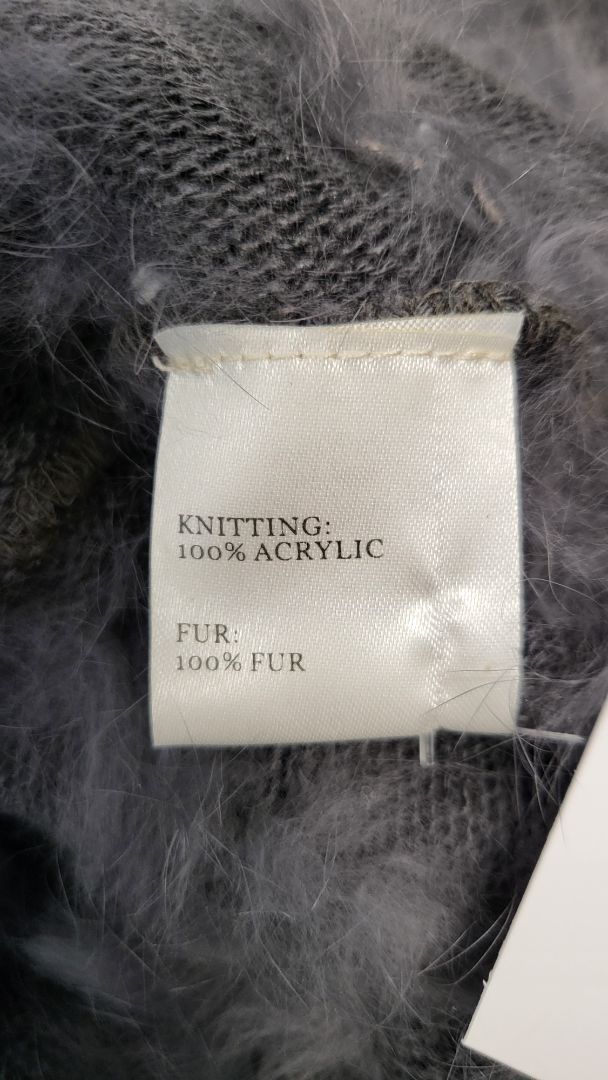 KNITTING:
100% ACRYLIC
FUR:
100% FUR